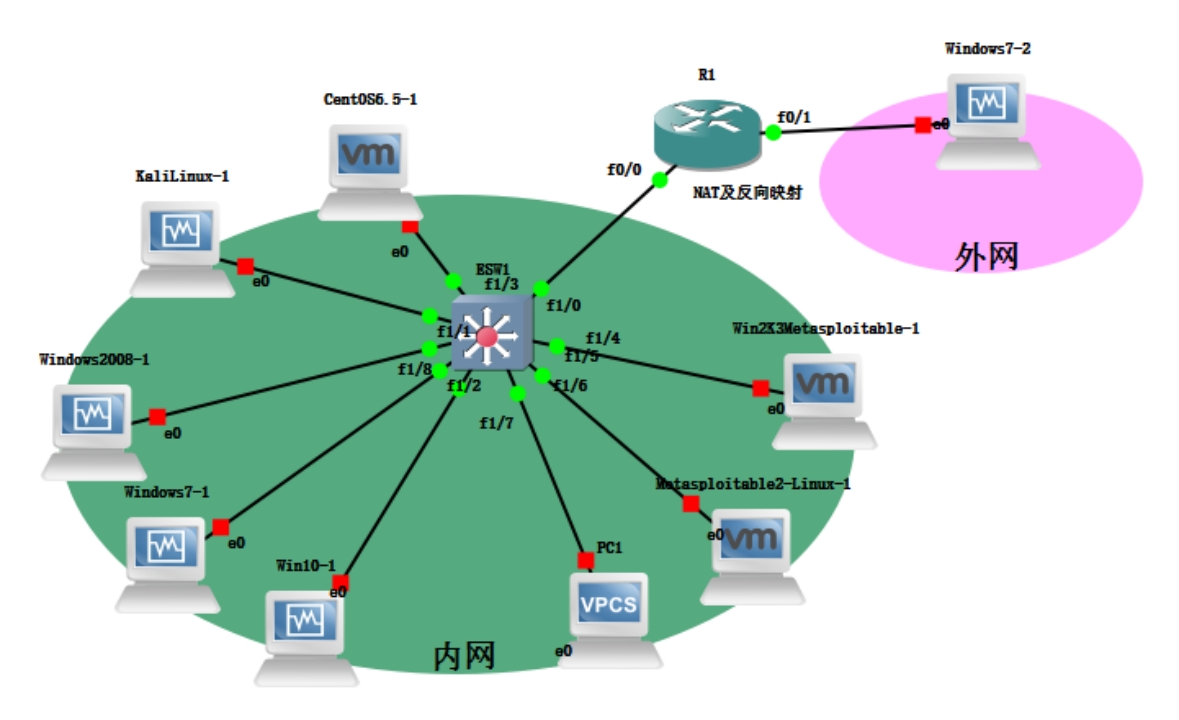 Windows7-2
R1
CentOS6.5-1
f0/1
e0
KaliLinux-1
f0/0
NAT及反向映射
e0
外网
ESW1
f1/3
e0
f1/0
f1/1
Win2K3Metasploitable-1
f1/4
f1/5
Windows2008-1
f1/8
f1/2
f1/6
e0
f1/7
e0
Metasploitable2-Linux-1
Windows7-1
e0
e0
PC1
Win10-1
e0
VPCS
内网
e0
vm
vm
vm